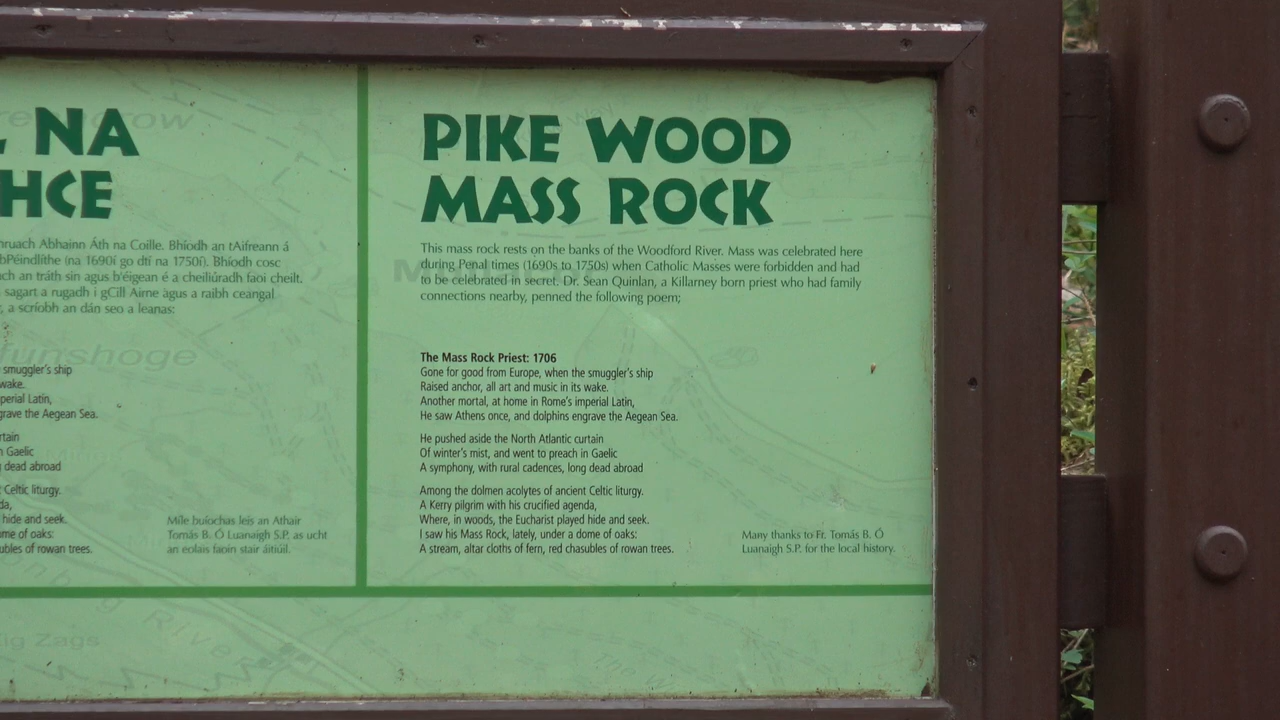 NA
HCE
Abhainn Áth na Coille. Bhíodh an tAifreann á
bPéindlíthe (na 1690í go dtí na 1750í). Bhíodh cosc
an tráth sin agus b'éigean é a cheiliúradh faoi cheilt.
sagart a rugadh i gCill Airne agus a raibh ceangal
a scríobh an dán seo a leanas:
smuggler's ship
wake.
perial Latin,
grave the Aegean Sea.
rtain
Gaelic
dead abroad
Celtic liturgy.
da,
hide and seek.
ome of oaks:
ubles of rowan trees.
Míle buíochas leis an Athair
Tomás B. Ó Luanaigh S.P. as ucht
an eolais faoin stair áitiúil.
PIKE WOOD
MASS ROCK
This mass rock rests on the banks of the Woodford River. Mass was celebrated here
during Penal times (1690s to 1750s) when Catholic Masses were forbidden and had
to be celebrated in secret. Dr. Sean Quinlan, a Killarney born priest who had family
connections nearby, penned the following poem;
The Mass Rock Priest: 1706
Gone for good from Europe, when the smuggler's ship
Raised anchor, all art and music in its wake.
Another mortal, at home in Rome's imperial Latin,
He saw Athens once, and dolphins engrave the Aegean Sea.
He pushed aside the North Atlantic curtain
Of winter's mist, and went to preach in Gaelic
A symphony, with rural cadences, long dead abroad
Among the dolmen acolytes of ancient Celtic liturgy.
A Kerry pilgrim with his crucified agenda,
Where, in woods, the Eucharist played hide and seek.
I saw his Mass Rock, lately, under a dome of oaks:
A stream, altar cloths of fern, red chasubles of rowan trees.
Many thanks to Fr. Tomás B. Ó
Luanaigh S.P. for the local history.
funshoge
River
ig Zags